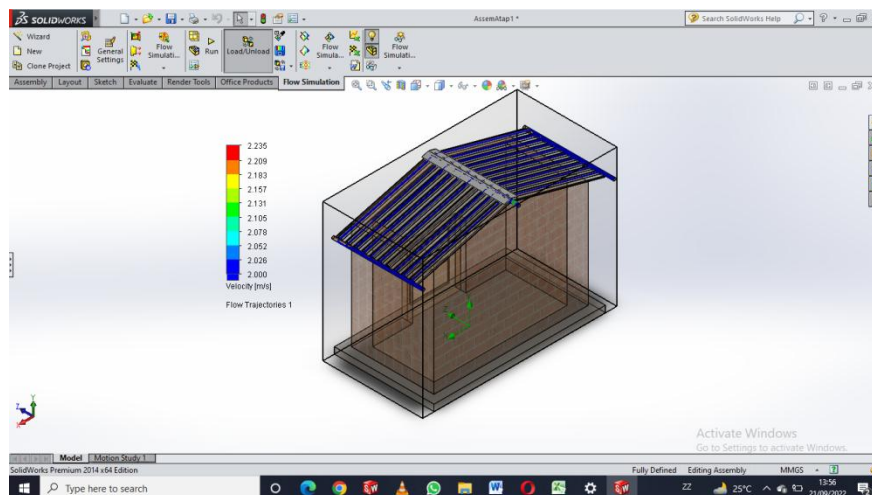 SOLIDWORKS
AssemAtap1 *
Search SolidWorks Help
Wizard
New
Clone Project
General Settings
Flow Simulati...
Run
Load/Unload
Flow Simula...
Flow Simulati...
Assembly Layout Sketch Evaluate Render Tools Office Products Flow Simulation
2.235
2.209
2.183
2.157
2.131
2.105
2.078
2.052
2.026
2.000
Velocity [m/s]
Flow Trajectories 1
Activate Windows
Go to Settings to activate Windows.
Model Motion Study 1
SolidWorks Premium 2014 x64 Edition
Fully Defined Editing Assembly MMGS
Type here to search
25°C
13:56
21/09/2022